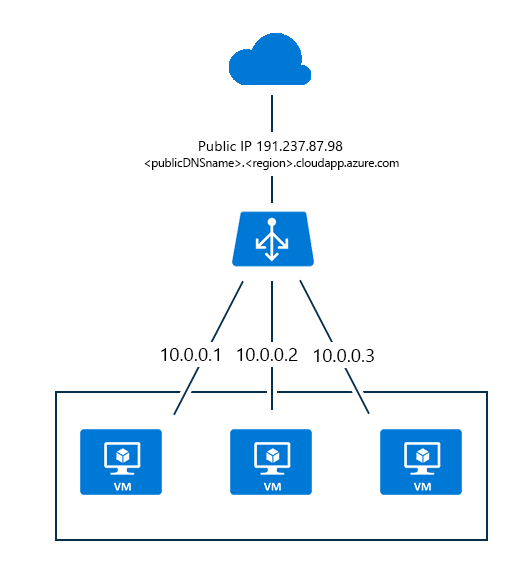 Public IP 191.237.87.98
<publicDNSname>.<region>.cloudapp.azure.com
10.0.0.1 10.0.0.2 10.0.0.3
VM VM VM